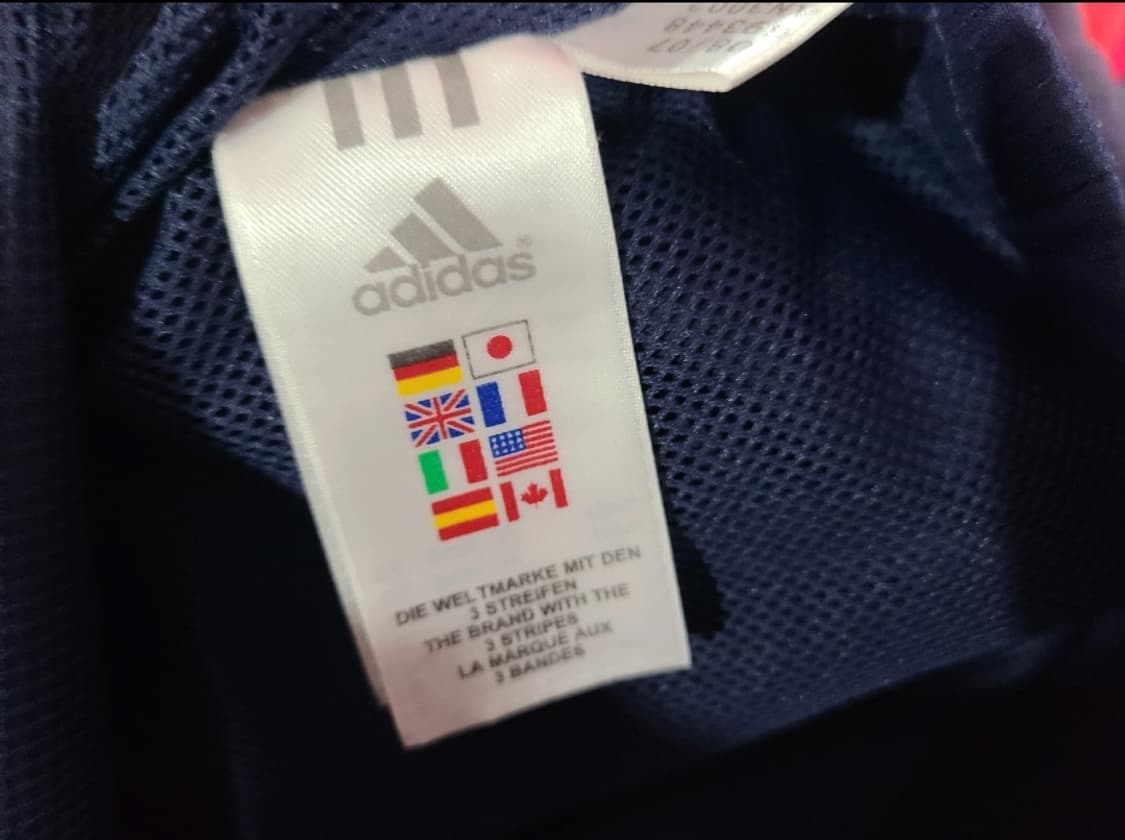 adidas®
DIE WELTMARKE MIT DEN
3 STREIFEN
THE BRAND WITH THE
3 STRIPES
LA MARQUE AUX
3 BANDES